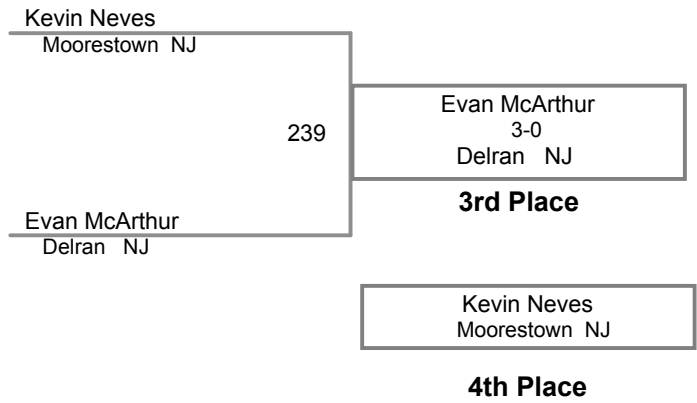 Kevin Neves
Moorestown NJ
239
Evan McArthur
3-0
Delran NJ
3rd Place
Evan McArthur
Delran NJ
Kevin Neves
Moorestown NJ
4th Place